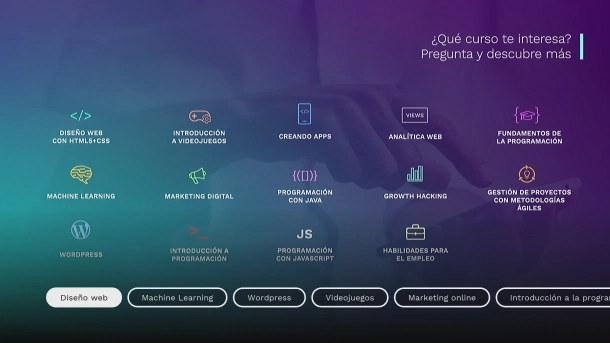 ¿Qué curso te interesa?
Pregunta y descubre más
</>
DISEÑO WEB
CON HTML5+CSS
INTRODUCCIÓN
A VIDEOJUEGOS
</>
CREANDO APPS
VIEWS
ANALÍTICA WEB
FUNDAMENTOS DE
LA PROGRAMACIÓN
MACHINE LEARNING
MARKETING DIGITAL
{([])}
PROGRAMACIÓN
CON JAVA
GROWTH HACKING
GESTIÓN DE PROYECTOS
CON METODOLOGÍAS
ÁGILES
WORDPRESS
>_
INTRODUCCIÓN A
PROGRAMACIÓN
JS
PROGRAMACIÓN
CON JAVASCRIPT
HABILIDADES PARA
EL EMPLEO
Diseño web
Machine Learning
Wordpress
Videojuegos
Marketing online
Introducción a la progra